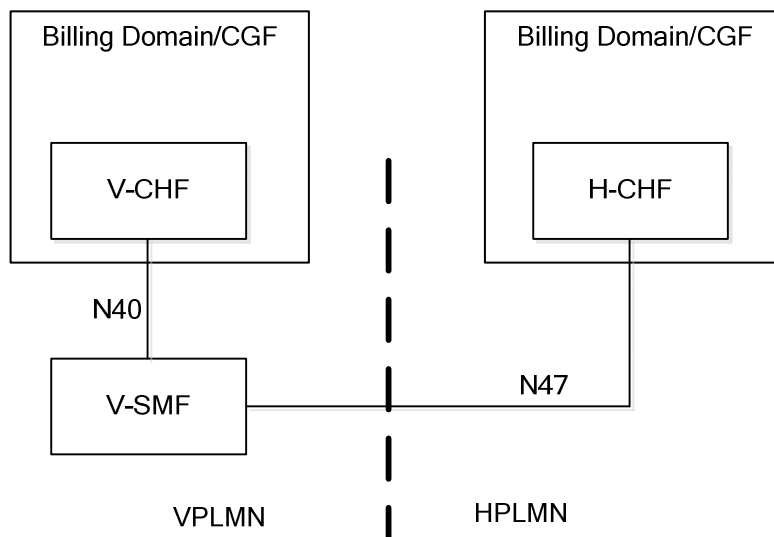 Billing Domain/CGF
Billing Domain/CGF
V-CHF
H-CHF
N40
N47
V-SMF
VPLMN
HPLMN